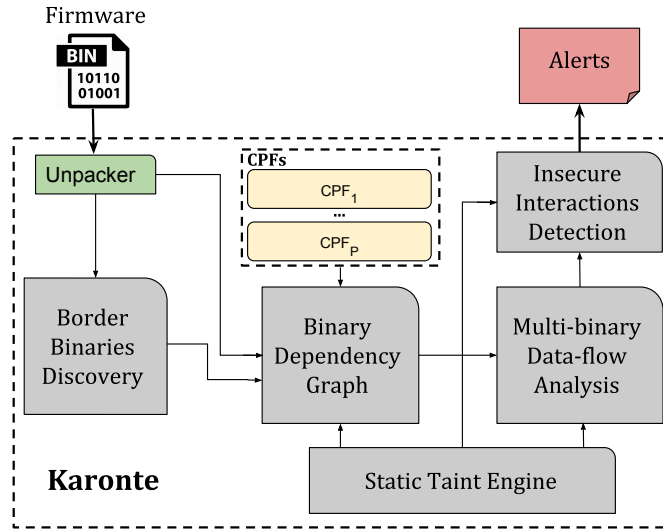 Firmware
BIN
10110
01001
Alerts
Unpacker
CPFs
CPF1
...
CPFP
Insecure
Interactions
Detection
Border
Binaries
Discovery
Binary
Dependency
Graph
Multi-binary
Data-flow
Analysis
Karonte
Static Taint Engine